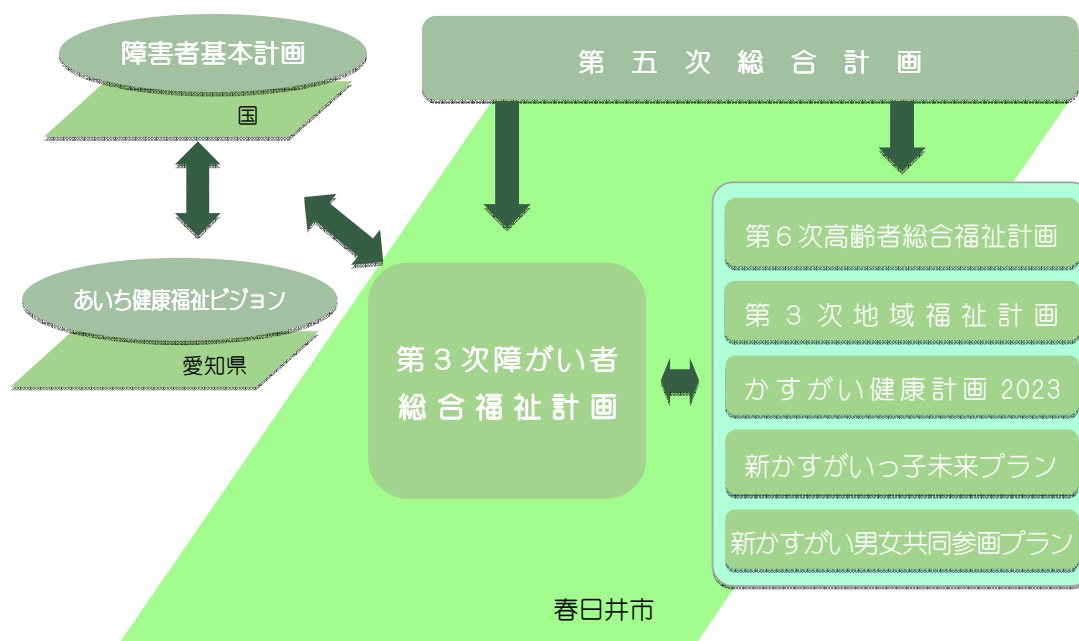 障害者基本計画
国
あいち健康福祉ビジョン
愛知県
第五次総合計画
第３次障がい者
総合福祉計画
第６次高齢者総合福祉計画
第３次地域福祉計画
かすがい健康計画 2023
新かすがいっ子未来プラン
新かすがい男女共同参画プラン
春日井市